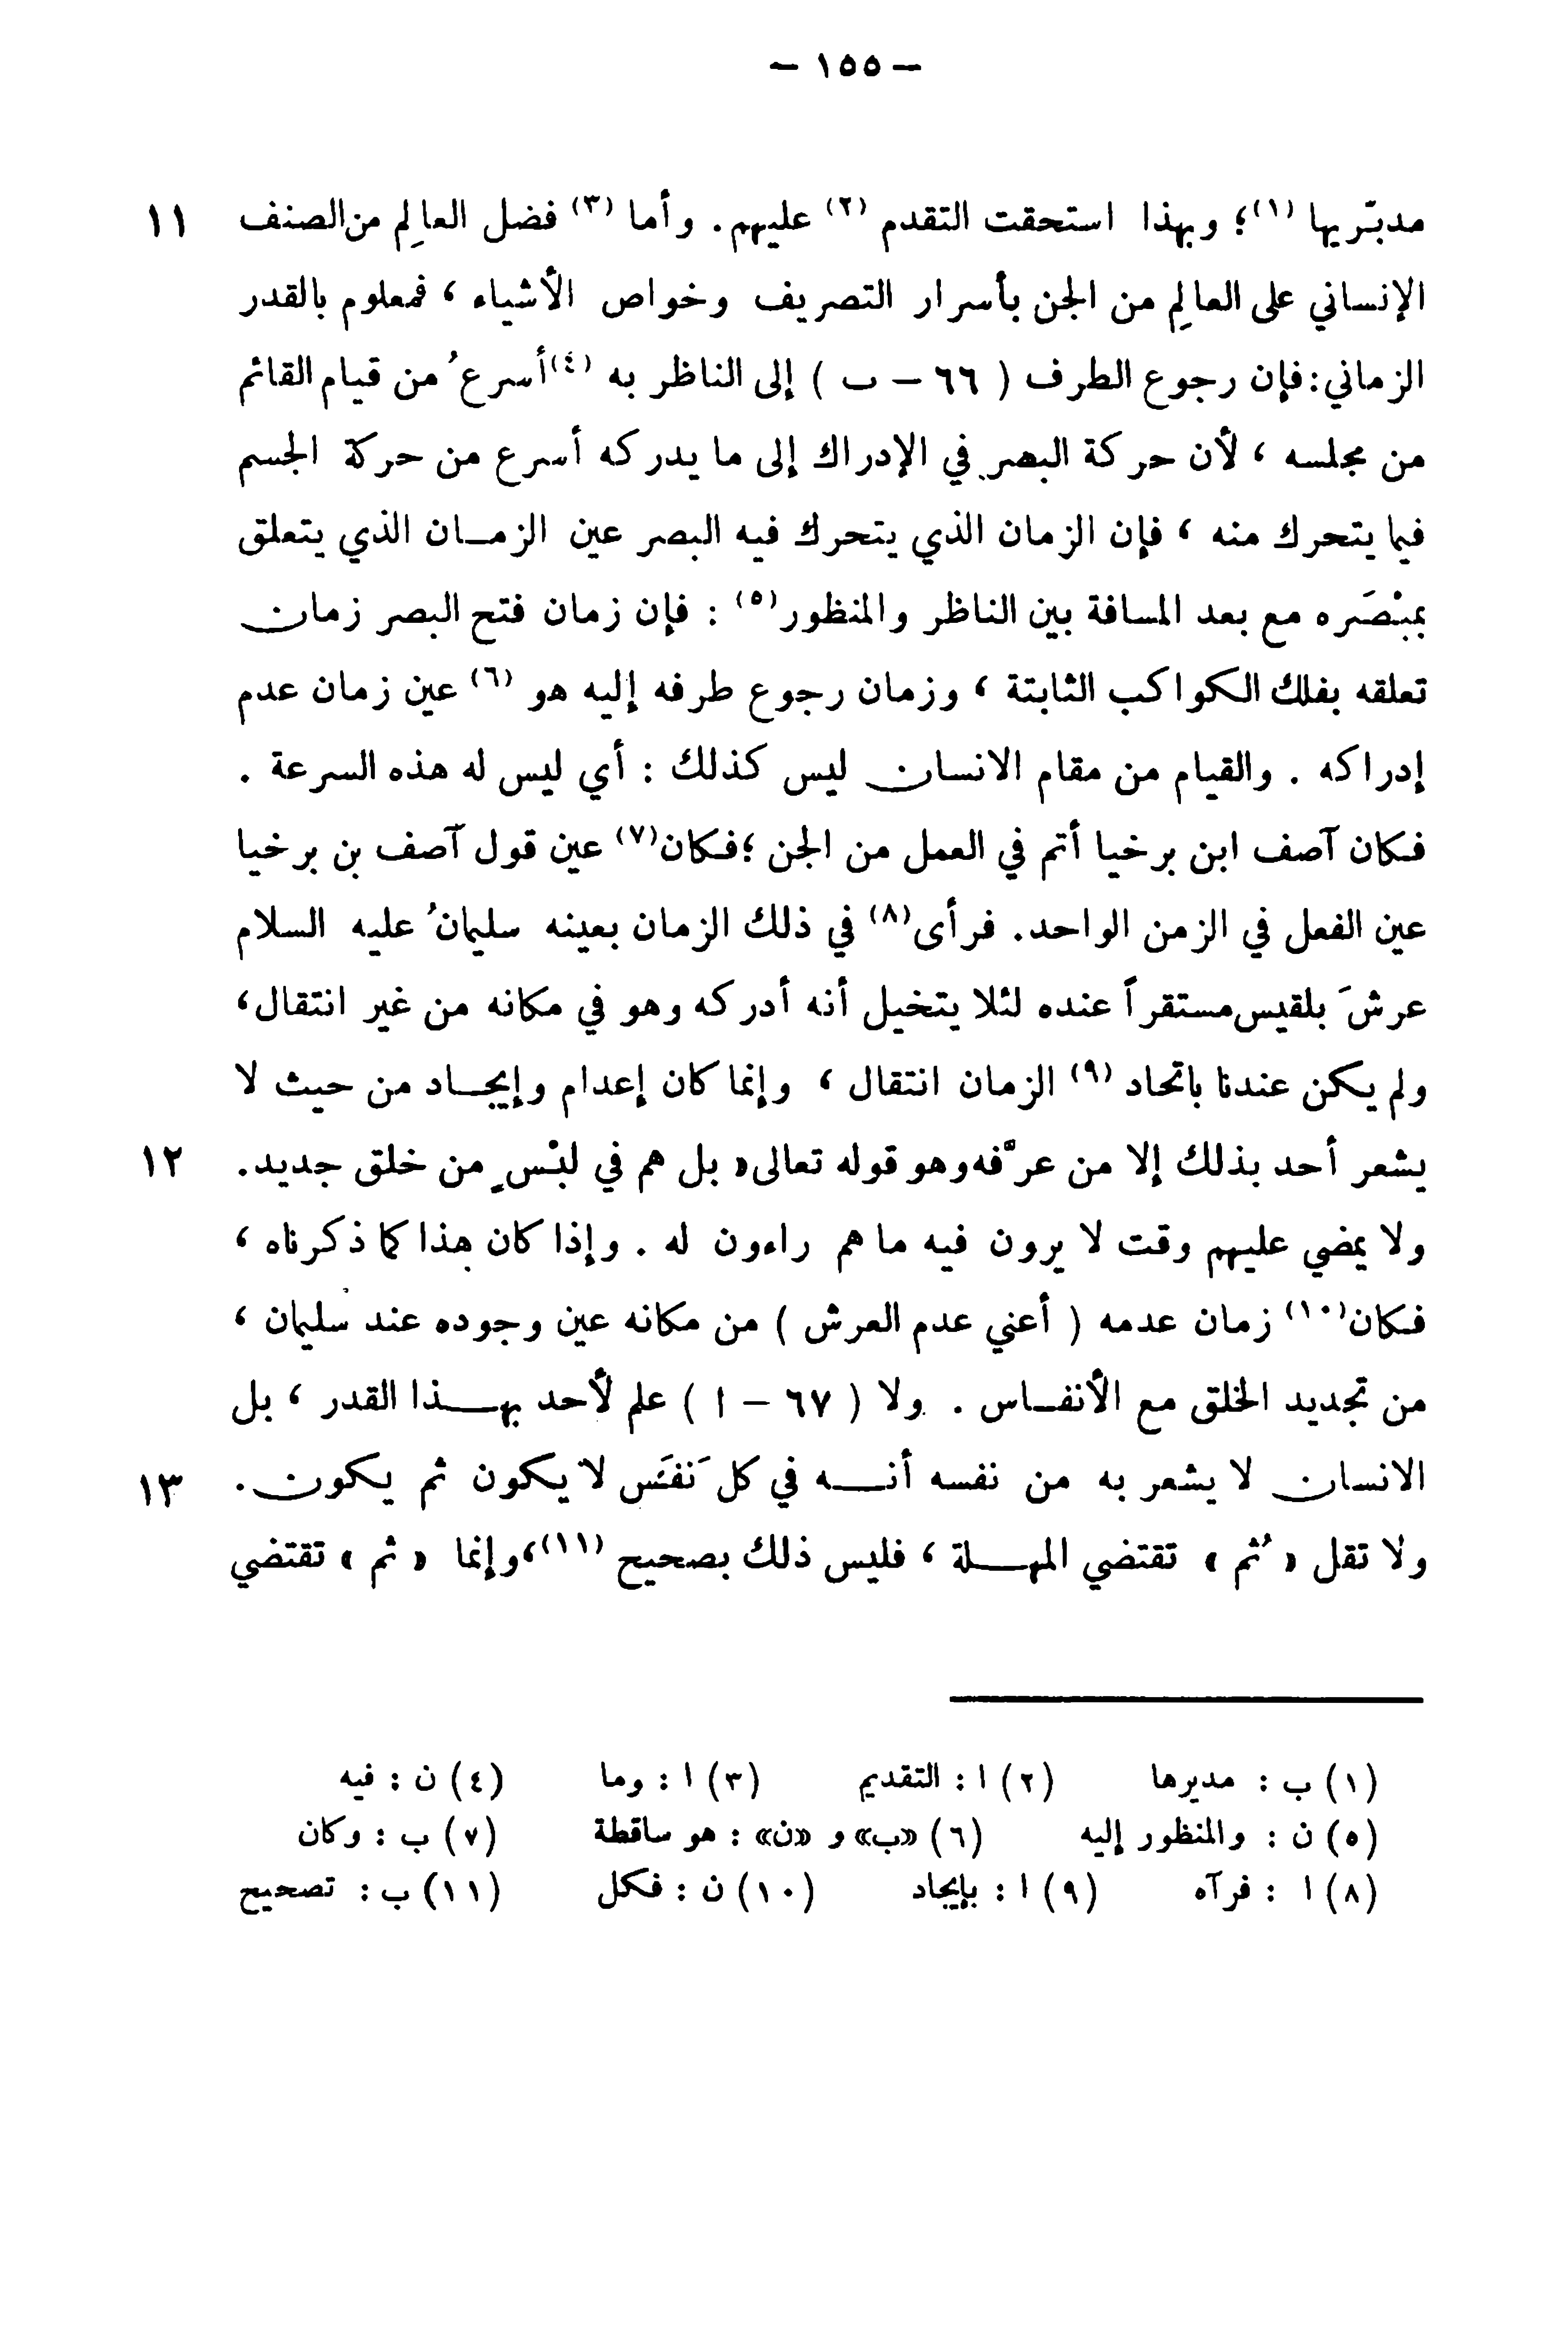 — ١٥٥ —
مدبّريها (١)؛ وبهذا استحقت التقدم (٢) عليهم. وأما (٣) فضل العالِم من الصنف ١١
الإنساني على العالِم من الجن بأسرار التصريف وخواص الأشياء ، فمعلوم بالقدر
الزماني: فإن رجوع الطرف ( ٦٦ – ب ) إلى الناظر به (٤) أسرعُ من قيام القائم
من مجلسه ، لأن حركة البصر في الإدراك إلى ما يدركه أسرع من حركة الجسم
فيما يتحرك منه ، فإن الزمان الذي يتحرك فيه البصر عين الزمـان الذي يتعلق
بمبْصَره مع بعد المسافة بين الناظر والمنظور(٥) : فإن زمان فتح البصر زمان
تعلقه بفلك الكواكب الثابتة ، وزمان رجوع طرفه إليه هو (٦) عين زمان عدم
إدراكه . والقيام من مقام الانسان ليس كذلك : أي ليس له هذه السرعة .
فكان آصف ابن برخيا أتم في العمل من الجن ؛فكان(٧) عين قول آصف بن برخيا
عين الفعل في الزمن الواحد. فرأى(٨) في ذلك الزمان بعينه سليمانُ عليه السلام
عرشَ بلقيس مستقراً عنده لئلا يتخيل أنه أدركه وهو في مكانه من غير انتقال،
ولم يكن عندنا باتحاد (٩) الزمان انتقال ، وإنما كان إعدام وإيجـاد من حيث لا
يشعر أحد بذلك إلا من عرَّفه وهو قوله تعالى« بل هم في لبْسٍ من خلق جديد. ١٢
ولا يمضي عليهم وقت لا يرون فيه ما هم راءون له . وإذا كان هذا كما ذكرناه ،
فكان(١٠) زمان عدمه ( أعني عدم العرش ) من مكانه عين وجوده عند سليمان ،
من تجديد الخلق مع الأنفـاس . ولا ( ٦٧ – ا ) علم لأحد بهـــذا القدر ، بل
الانسان لا يشعر به من نفسه أنـــه في كل نَفَس لا يكون ثم يكون. ١٣
ولا تقل « ثُم » تقتضي المهـــلة ، فليس ذلك بصحيح (١١)،وإنما « ثم » تقتضي
(١) ب : مديرها (٢) ا : التقديم (٣) ا : وما (٤) ن : فيه
(٥) ن : والمنظور إليه (٦) «ب» و «ن» : هو ساقطة (٧) ب : وكان
(٨) ا : فرآه (٩) ا : بإيجاد (١٠) ن : فكل (١١) ب : تصحيح